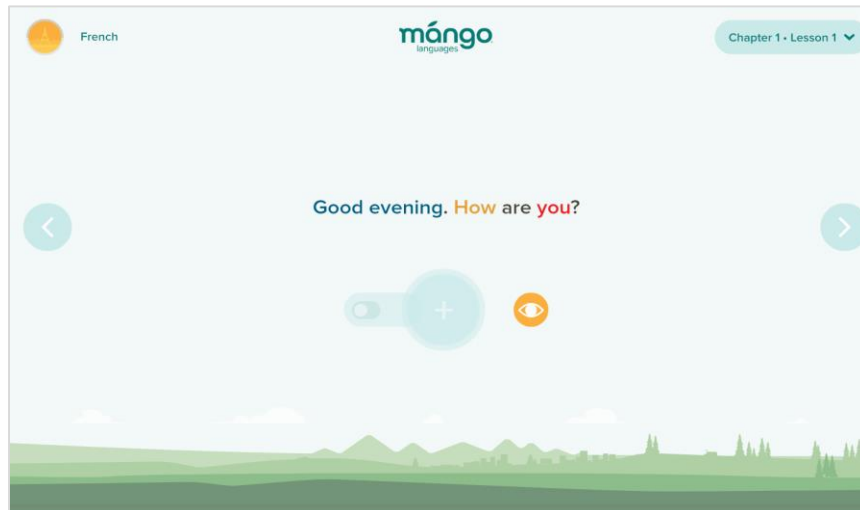 French
mángo
languages
Chapter 1 • Lesson 1
Good evening. How are you?